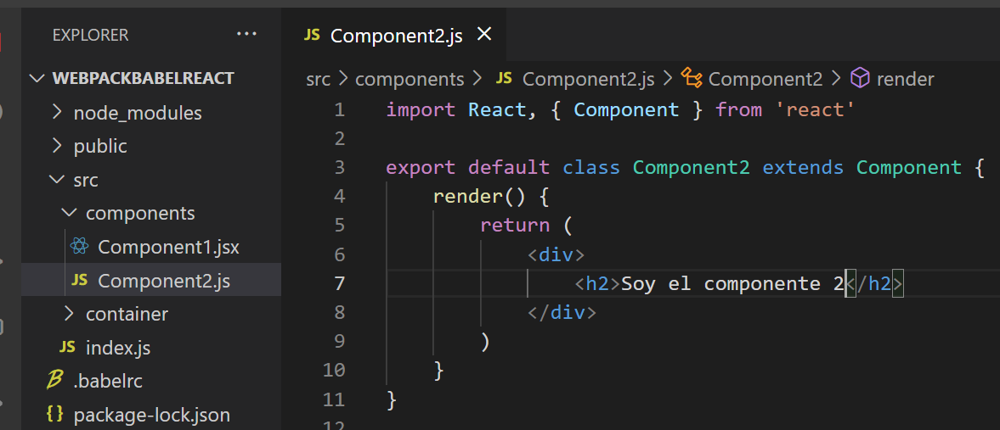 EXPLORER ...
WEBPACKBABELREACT
node_modules
public
src
components
Component1.jsx
JS Component2.js
container
JS index.js
.babelrc
{} package-lock.json
JS Component2.js ×
src > components > JS Component2.js > Component2 > render
1 import React, { Component } from 'react'
2
3 export default class Component2 extends Component {
4 render() {
5 return (
6 <div>
7 <h2>Soy el componente 2</h2>
8 </div>
9 )
10 }
11 }
12